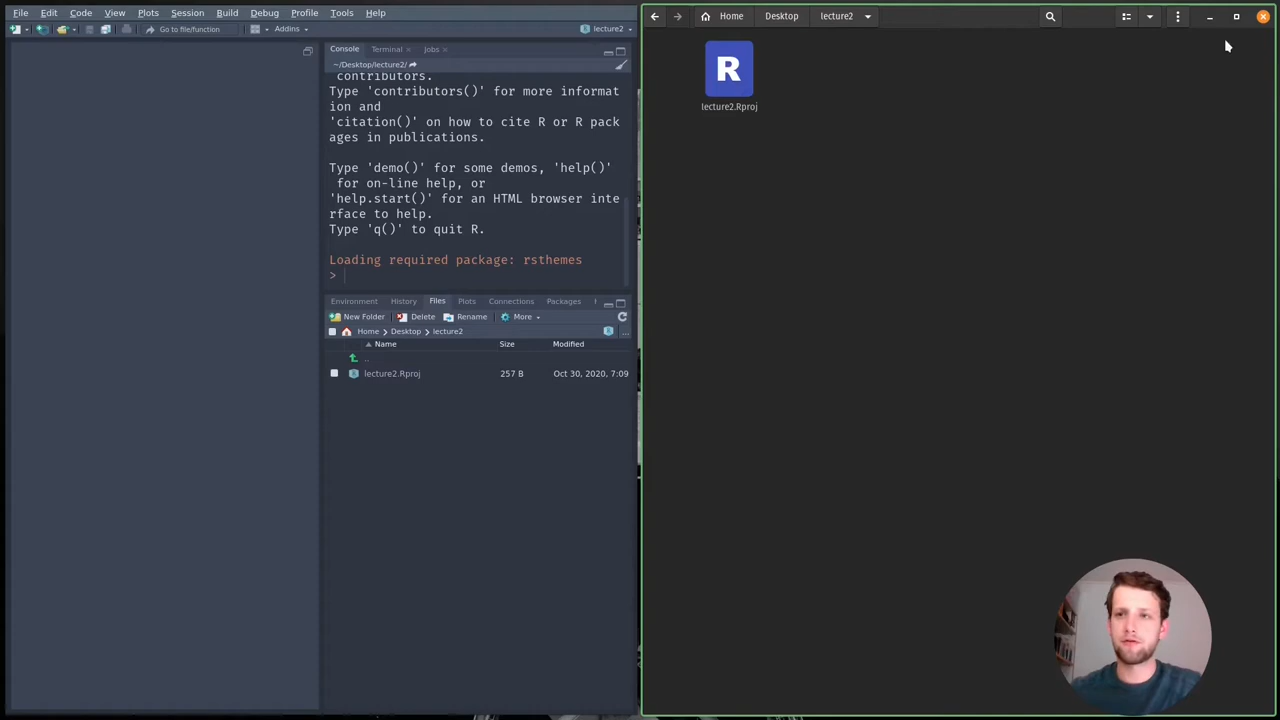 File Edit Code View Plots Session Build Debug Profile Tools Help
Go to file/function Addins lecture2
Console Terminal Jobs
~/Desktop/lecture2/
contributors.
Type 'contributors()' for more informat
ion and
'citation()' on how to cite R or R pack
ages in publications.
Type 'demo()' for some demos, 'help()'
for on-line help, or
'help.start()' for an HTML browser inte
rface to help.
Type 'q()' to quit R.
Loading required package: rsthemes
>
Environment History Files Plots Connections Packages
New Folder Delete Rename More
Home Desktop lecture2 ...
Name Size Modified
..
lecture2.Rproj 257 B Oct 30, 2020, 7:09
Home Desktop lecture2
R
lecture2.Rproj